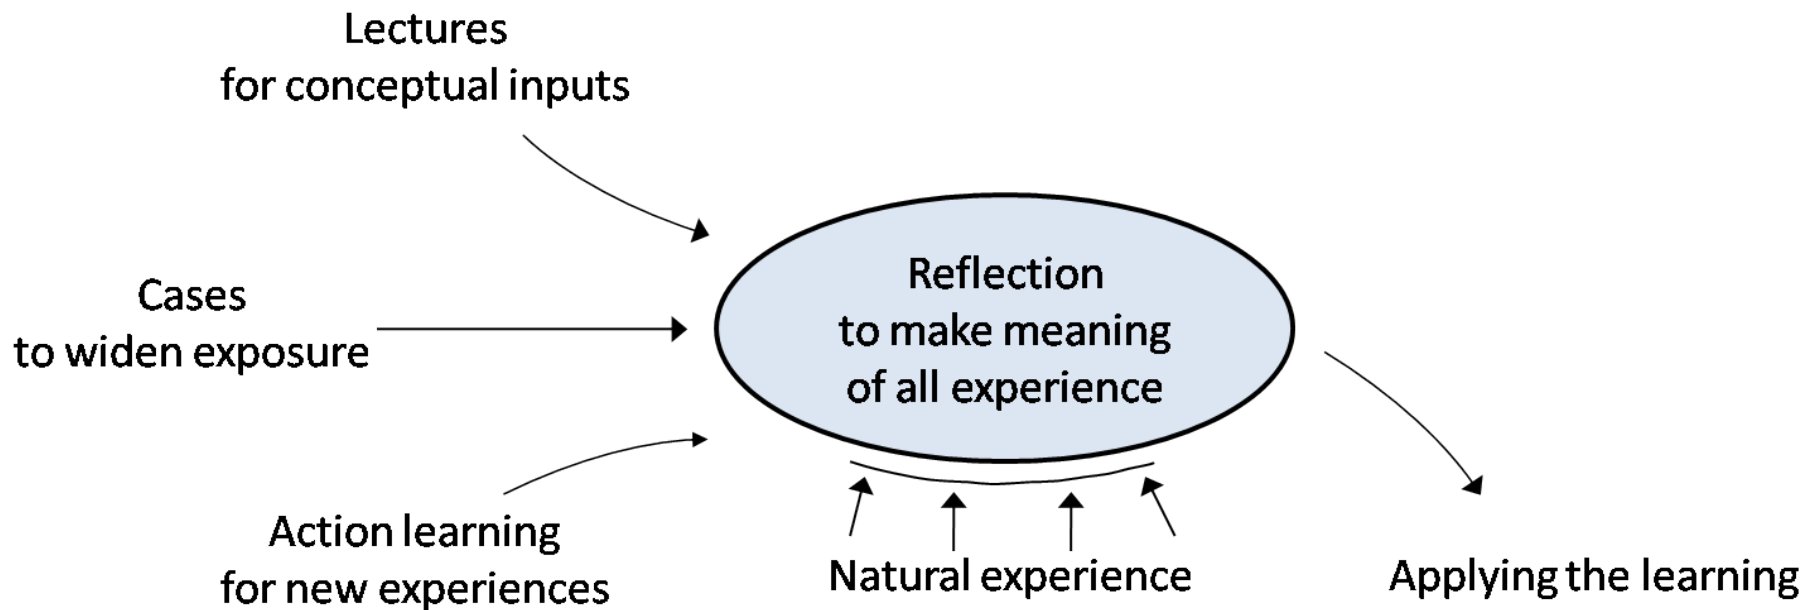 Lectures
for conceptual inputs
Cases
to widen exposure
Reflection
to make meaning
of all experience
Action learning
for new experiences
Natural experience
Applying the learning